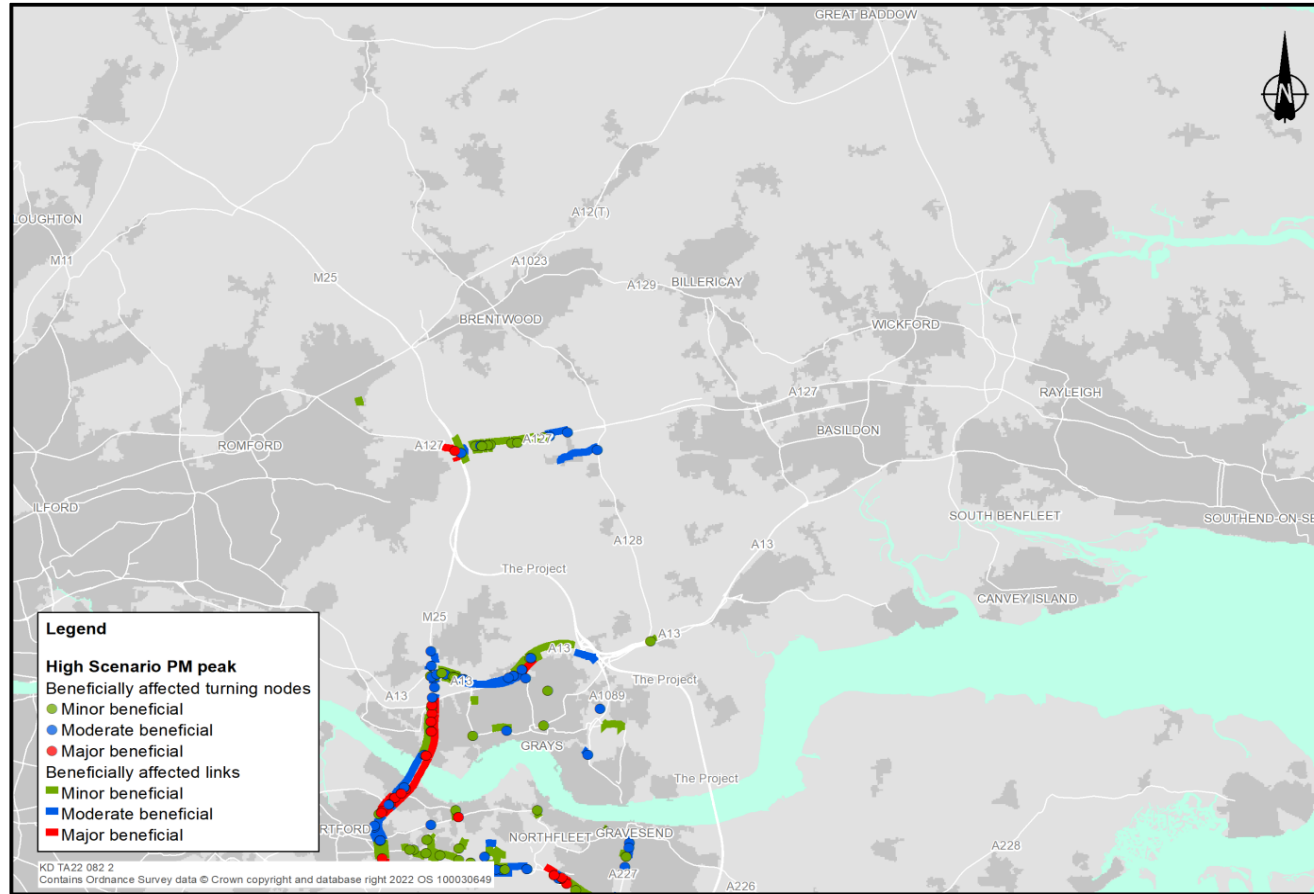 GREAT BADDOW
N
A12(T)
LOUGHTON
M11
M25
A1023
A129
BILLERICAY
BRENTWOOD
WICKFORD
A127
RAYLEIGH
ROMFORD
A127
A127
BASILDON
ILFORD
SOUTH BENFLEET
SOUTHEND-ON-SE
A128
A13
The Project
CANVEY ISLAND
M25
A13
A13
A13
A13
The Project
A1089
GRAYS
The Project
RTFORD
NORTHFLEET
GRAVESEND
A227
A226
A228
Legend
High Scenario PM peak
Beneficially affected turning nodes
Minor beneficial
Moderate beneficial
Major beneficial
Beneficially affected links
Minor beneficial
Moderate beneficial
Major beneficial
KD TA22 082 2
Contains Ordnance Survey data © Crown copyright and database right 2022 OS 100030649